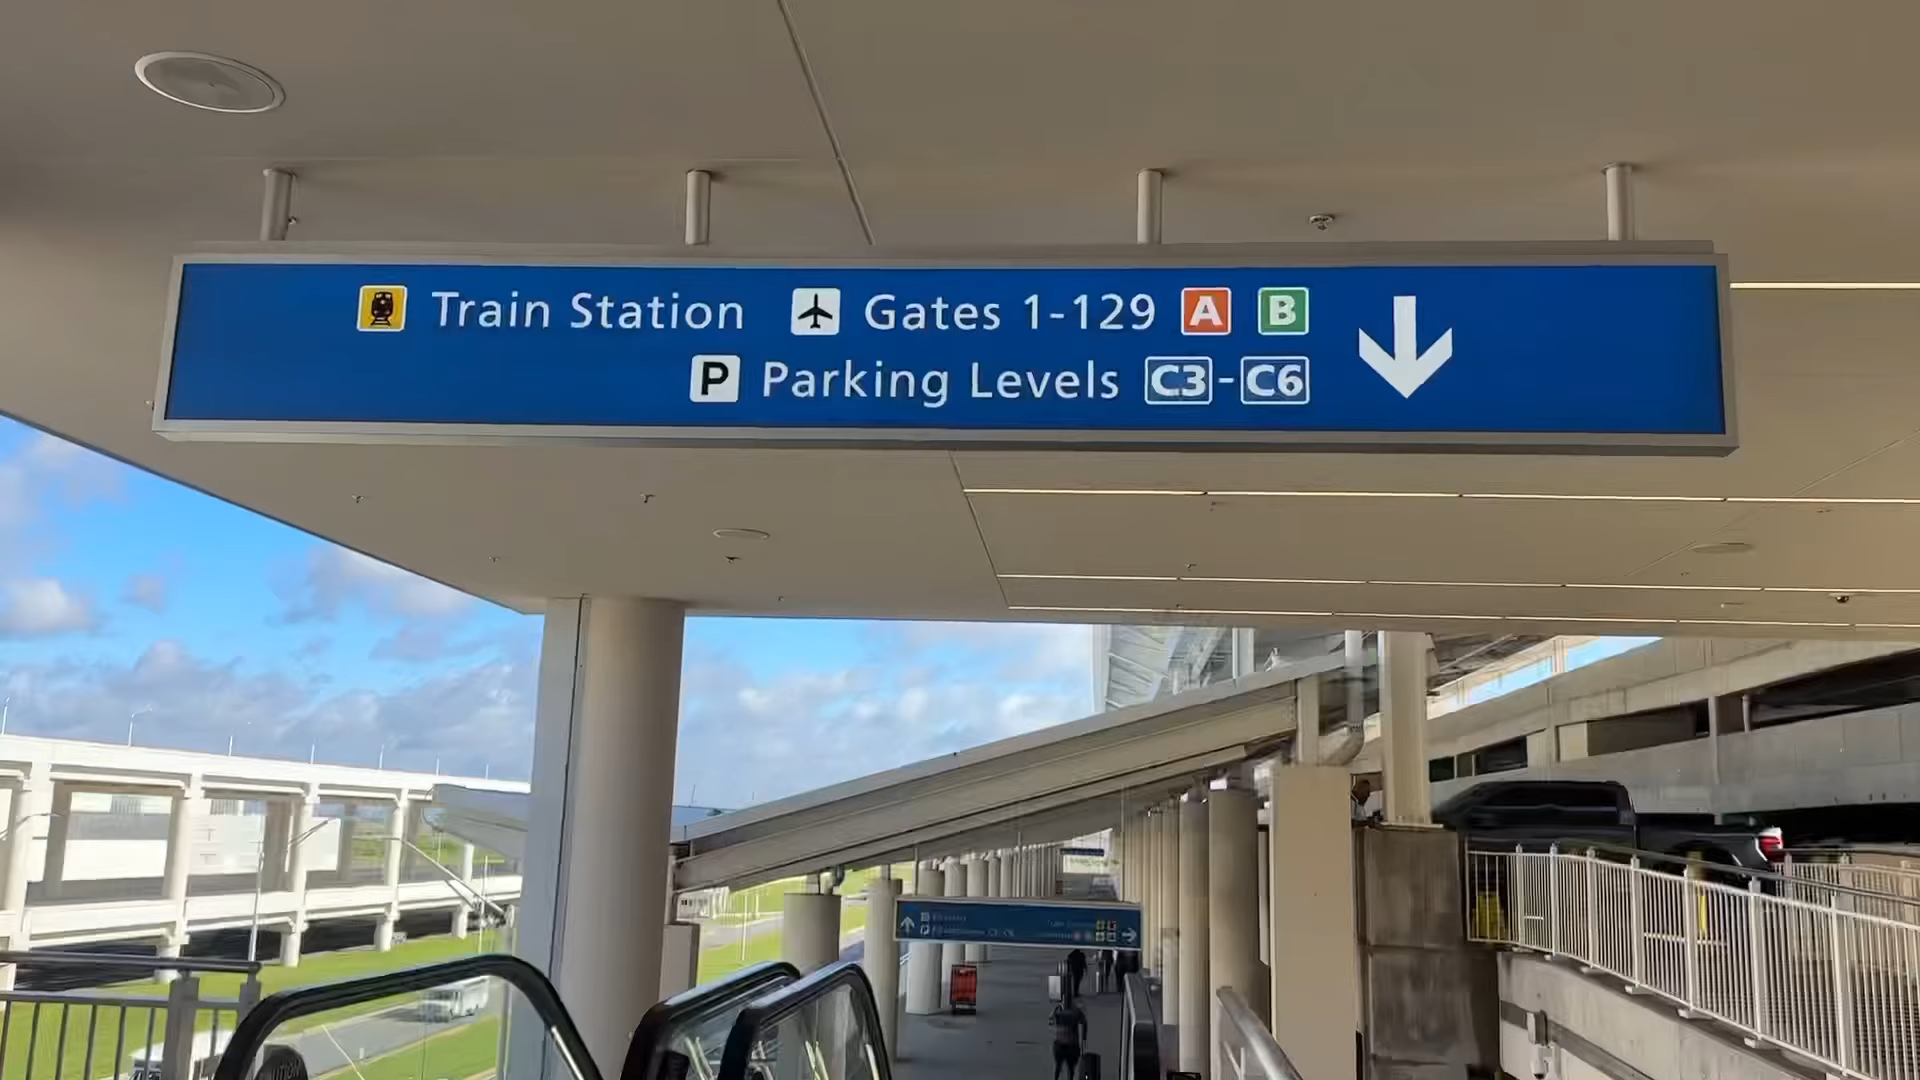 Train Station Gates 1-129 A B
P Parking Levels C3-C6